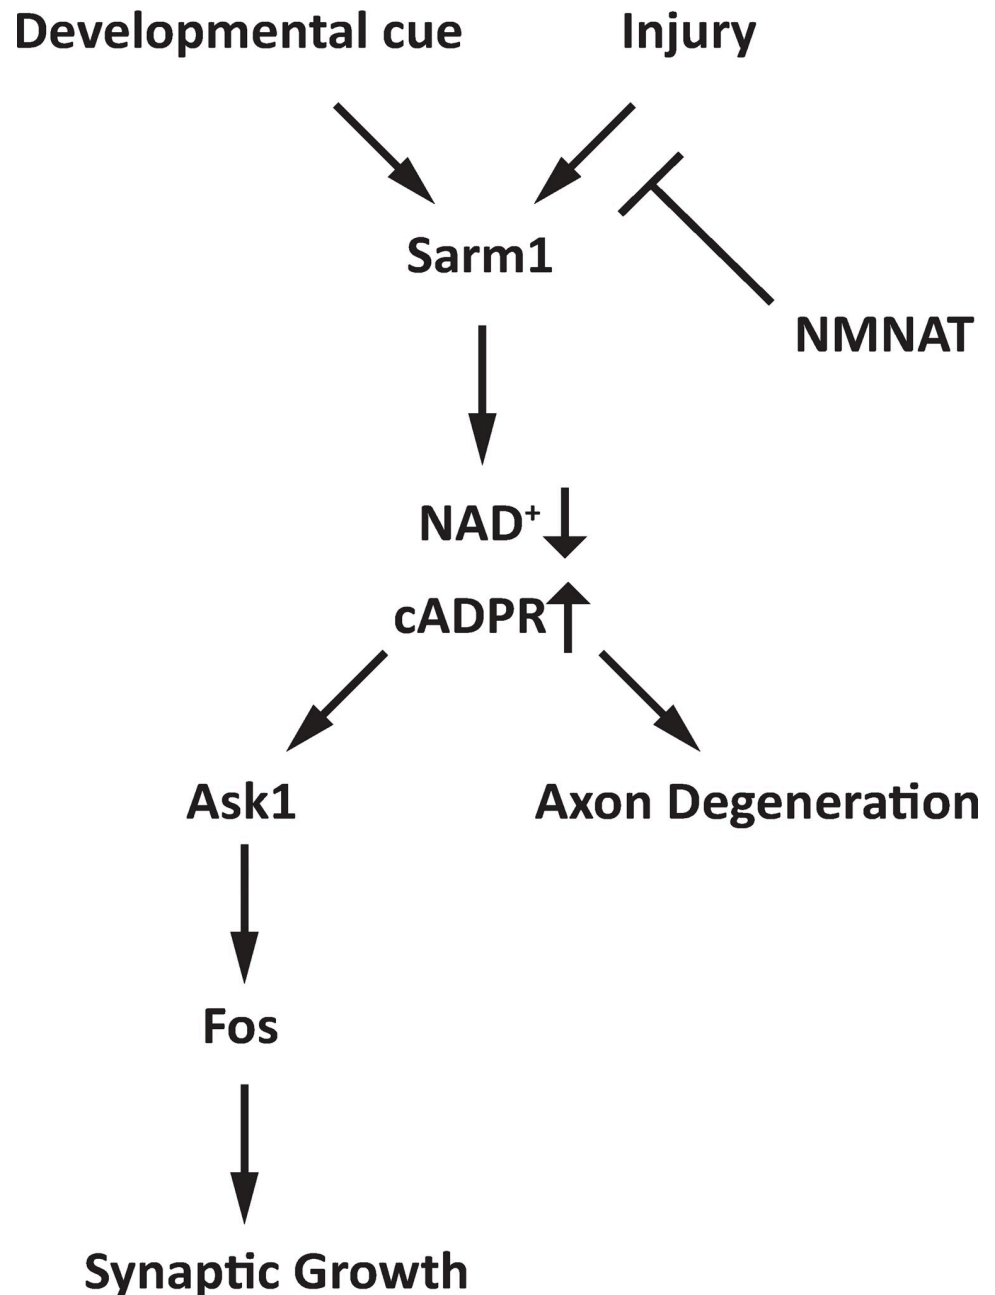 Developmental cue Injury
Sarm1
NMNAT
NAD⁺
cADPR
Ask1 Axon Degeneration
Fos
Synaptic Growth